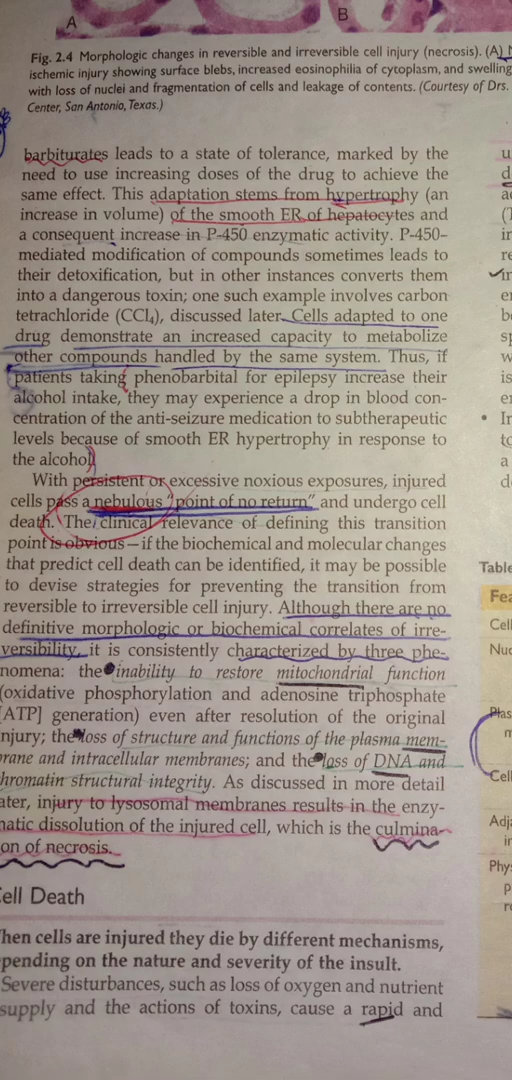 A
B
Fig. 2.4 Morphologic changes in reversible and irreversible cell injury (necrosis). (A)
ischemic injury showing surface blebs, increased eosinophilia of cytoplasm, and swelling
with loss of nuclei and fragmentation of cells and leakage of contents. (Courtesy of Drs.
Center, San Antonio, Texas.)
barbiturates leads to a state of tolerance, marked by the
need to use increasing doses of the drug to achieve the
same effect. This adaptation stems from hypertrophy (an
increase in volume) of the smooth ER of hepatocytes and
a consequent increase in P-450 enzymatic activity. P-450–
mediated modification of compounds sometimes leads to
their detoxification, but in other instances converts them
into a dangerous toxin; one such example involves carbon
tetrachloride (CCl₄), discussed later. Cells adapted to one
drug demonstrate an increased capacity to metabolize
other compounds handled by the same system. Thus, if
patients taking phenobarbital for epilepsy increase their
alcohol intake, they may experience a drop in blood con-
centration of the anti-seizure medication to subtherapeutic
levels because of smooth ER hypertrophy in response to
the alcohol.
With persistent or excessive noxious exposures, injured
cells pass a nebulous "point of no return" and undergo cell
death. The clinical relevance of defining this transition
point is obvious—if the biochemical and molecular changes
that predict cell death can be identified, it may be possible
to devise strategies for preventing the transition from
reversible to irreversible cell injury. Although there are no
definitive morphologic or biochemical correlates of irre-
versibility, it is consistently characterized by three phe-
nomena: the inability to restore mitochondrial function
(oxidative phosphorylation and adenosine triphosphate
[ATP] generation) even after resolution of the original
njury; the loss of structure and functions of the plasma mem-
rane and intracellular membranes; and the loss of DNA and
hromatin structural integrity. As discussed in more detail
ater, injury to lysosomal membranes results in the enzy-
matic dissolution of the injured cell, which is the culmina-
on of necrosis.
Cell Death
hen cells are injured they die by different mechanisms,
pending on the nature and severity of the insult.
Severe disturbances, such as loss of oxygen and nutrient
supply and the actions of toxins, cause a rapid and
• In
Table
Fea
Cell
Nuc
Plas
m
Cell
Adj
in
Phys
p
r